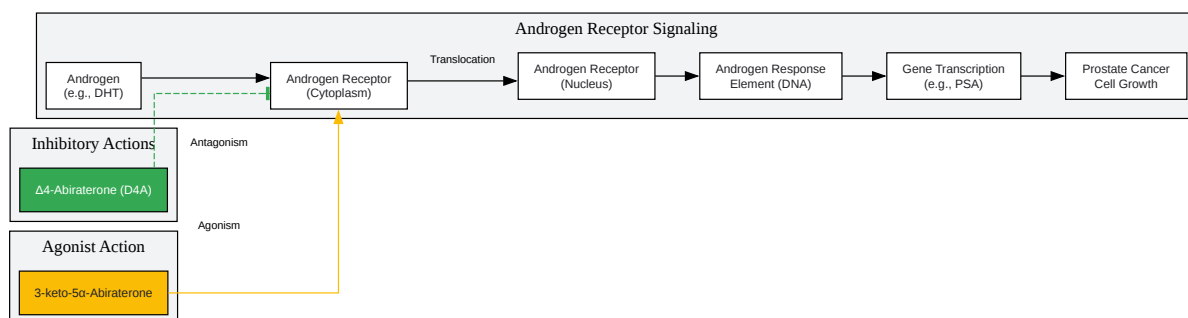 Androgen Receptor Signaling
Translocation
Androgen
(e.g., DHT)
Androgen Receptor
(Cytoplasm)
Androgen Receptor
(Nucleus)
Androgen Response
Element (DNA)
Gene Transcription
(e.g., PSA)
Prostate Cancer
Cell Growth
Inhibitory Actions
Antagonism
Δ4-Abiraterone (D4A)
Agonism
Agonist Action
3-keto-5α-Abiraterone